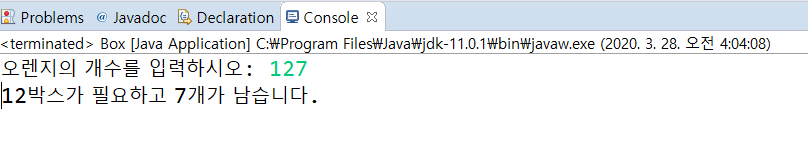 Problems @ Javadoc Declaration Console
<terminated> Box [Java Application] C:₩Program Files₩Java₩jdk-11.0.1₩bin₩javaw.exe (2020. 3. 28. 오전 4:04:08)
오렌지의 개수를 입력하시오: 127
12박스가 필요하고 7개가 남습니다.